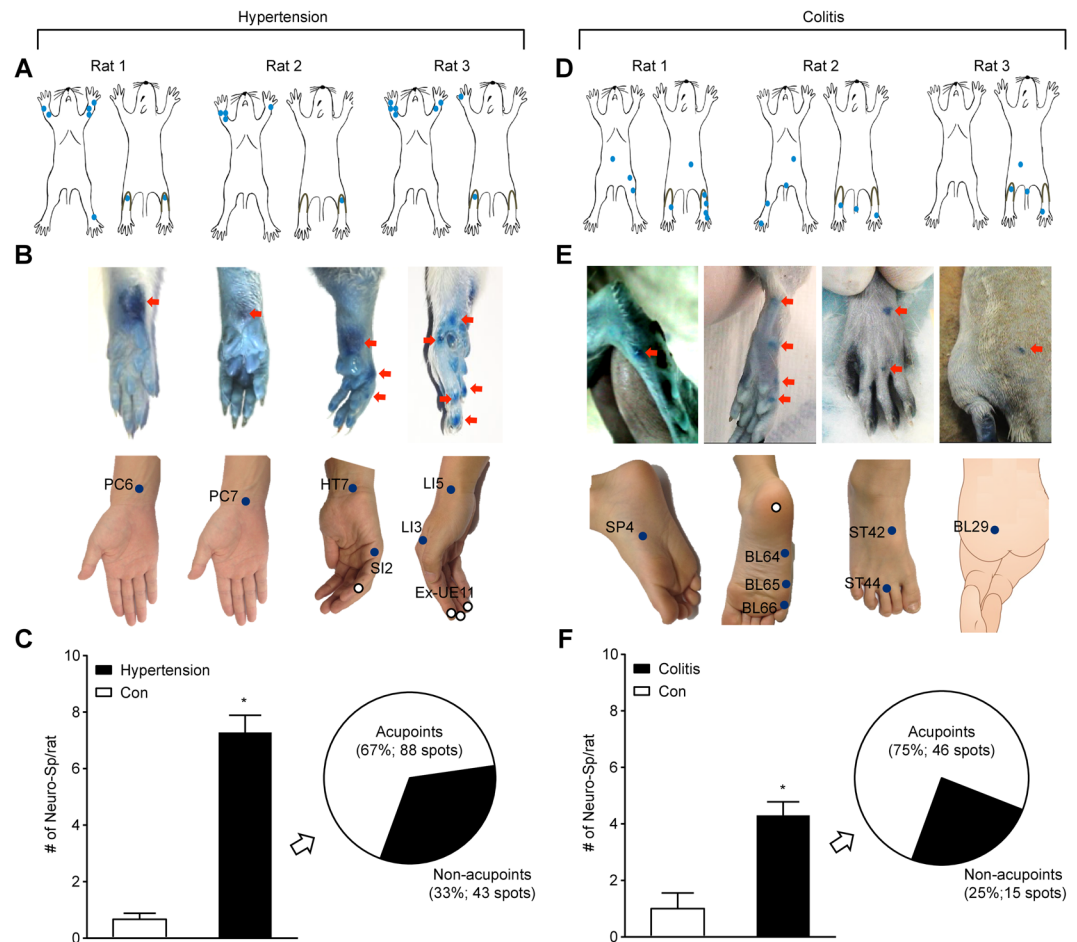 Hypertension
A
Rat 1
Rat 2
Rat 3
B
PC6
PC7
HT7
SI2
LI5
LI3
Ex-UE11
C
10
8
6
4
2
0
# of Neuro-Sp/rat
Hypertension
Con
*
Acupoints
(67%; 88 spots)
Non-acupoints
(33%; 43 spots)
Colitis
D
Rat 1
Rat 2
Rat 3
E
SP4
BL64
BL65
BL66
ST42
ST44
BL29
F
10
8
6
4
2
0
# of Neuro-Sp/rat
Colitis
Con
*
Acupoints
(75%; 46 spots)
Non-acupoints
(25%;15 spots)